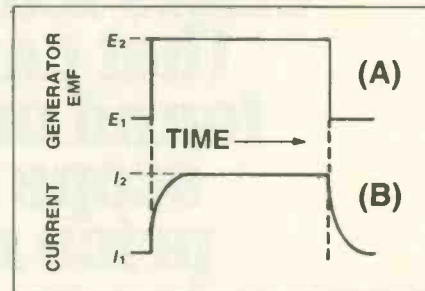 GENERATOR
EMF
E₂
E₁
(A)
TIME
CURRENT
I₂
I₁
(B)